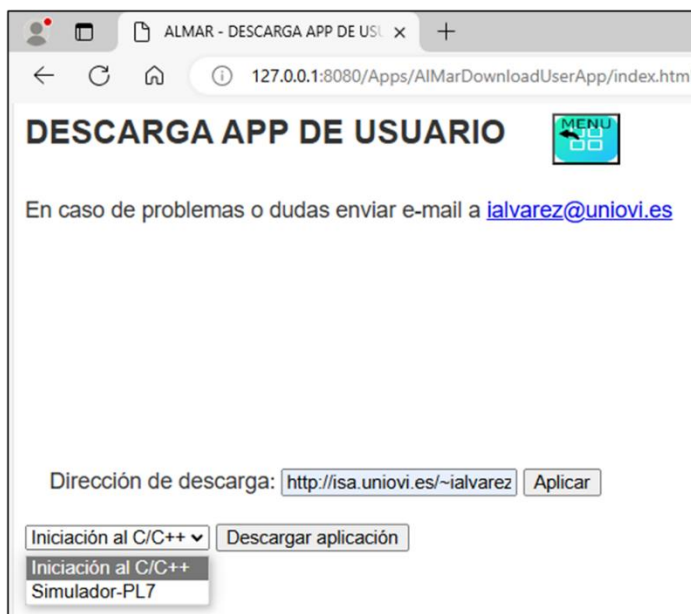 ALMAR - DESCARGA APP DE US
127.0.0.1:8080/Apps/AlMarDownloadUserApp/index.htm
DESCARGA APP DE USUARIO
MENU
En caso de problemas o dudas enviar e-mail a ialvarez@uniovi.es
Dirección de descarga: http://isa.uniovi.es/~ialvarez Aplicar
Iniciación al C/C++ Descargar aplicación
Iniciación al C/C++
Simulador-PL7